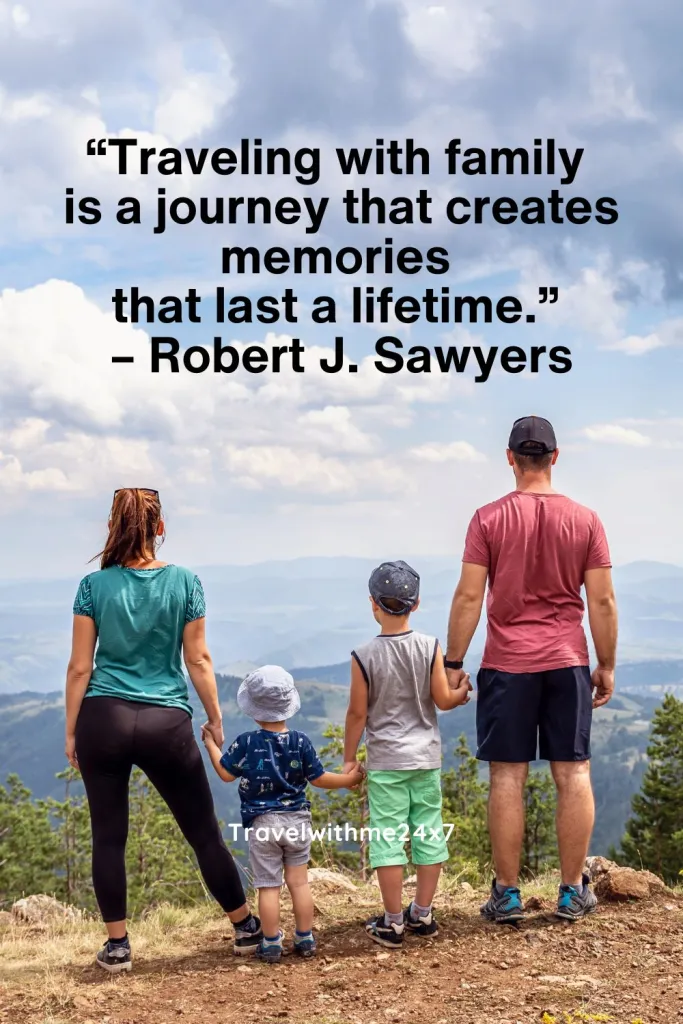 “Traveling with family
is a journey that creates
memories
that last a lifetime.”
– Robert J. Sawyers
Travelwithme24x7